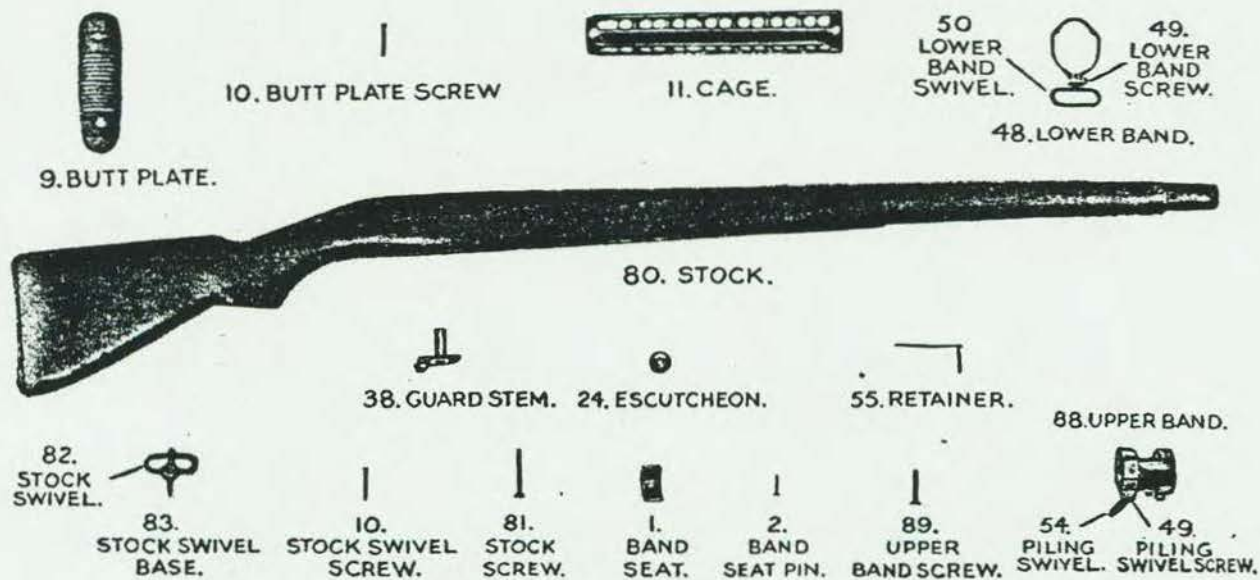 50
LOWER
BAND
SWIVEL.
49.
LOWER
BAND
SCREW.
10. BUTT PLATE SCREW
11. CAGE.
48. LOWER BAND.
9. BUTT PLATE.
80. STOCK.
38. GUARD STEM.
24. ESCUTCHEON.
55. RETAINER.
88. UPPER BAND.
82.
STOCK
SWIVEL.
83.
STOCK SWIVEL
BASE.
10.
STOCK SWIVEL
SCREW.
81.
STOCK
SCREW.
1.
BAND
SEAT.
2.
BAND
SEAT PIN.
89.
UPPER
BAND SCREW.
54.
PILING
SWIVEL.
49.
PILING
SWIVEL SCREW.